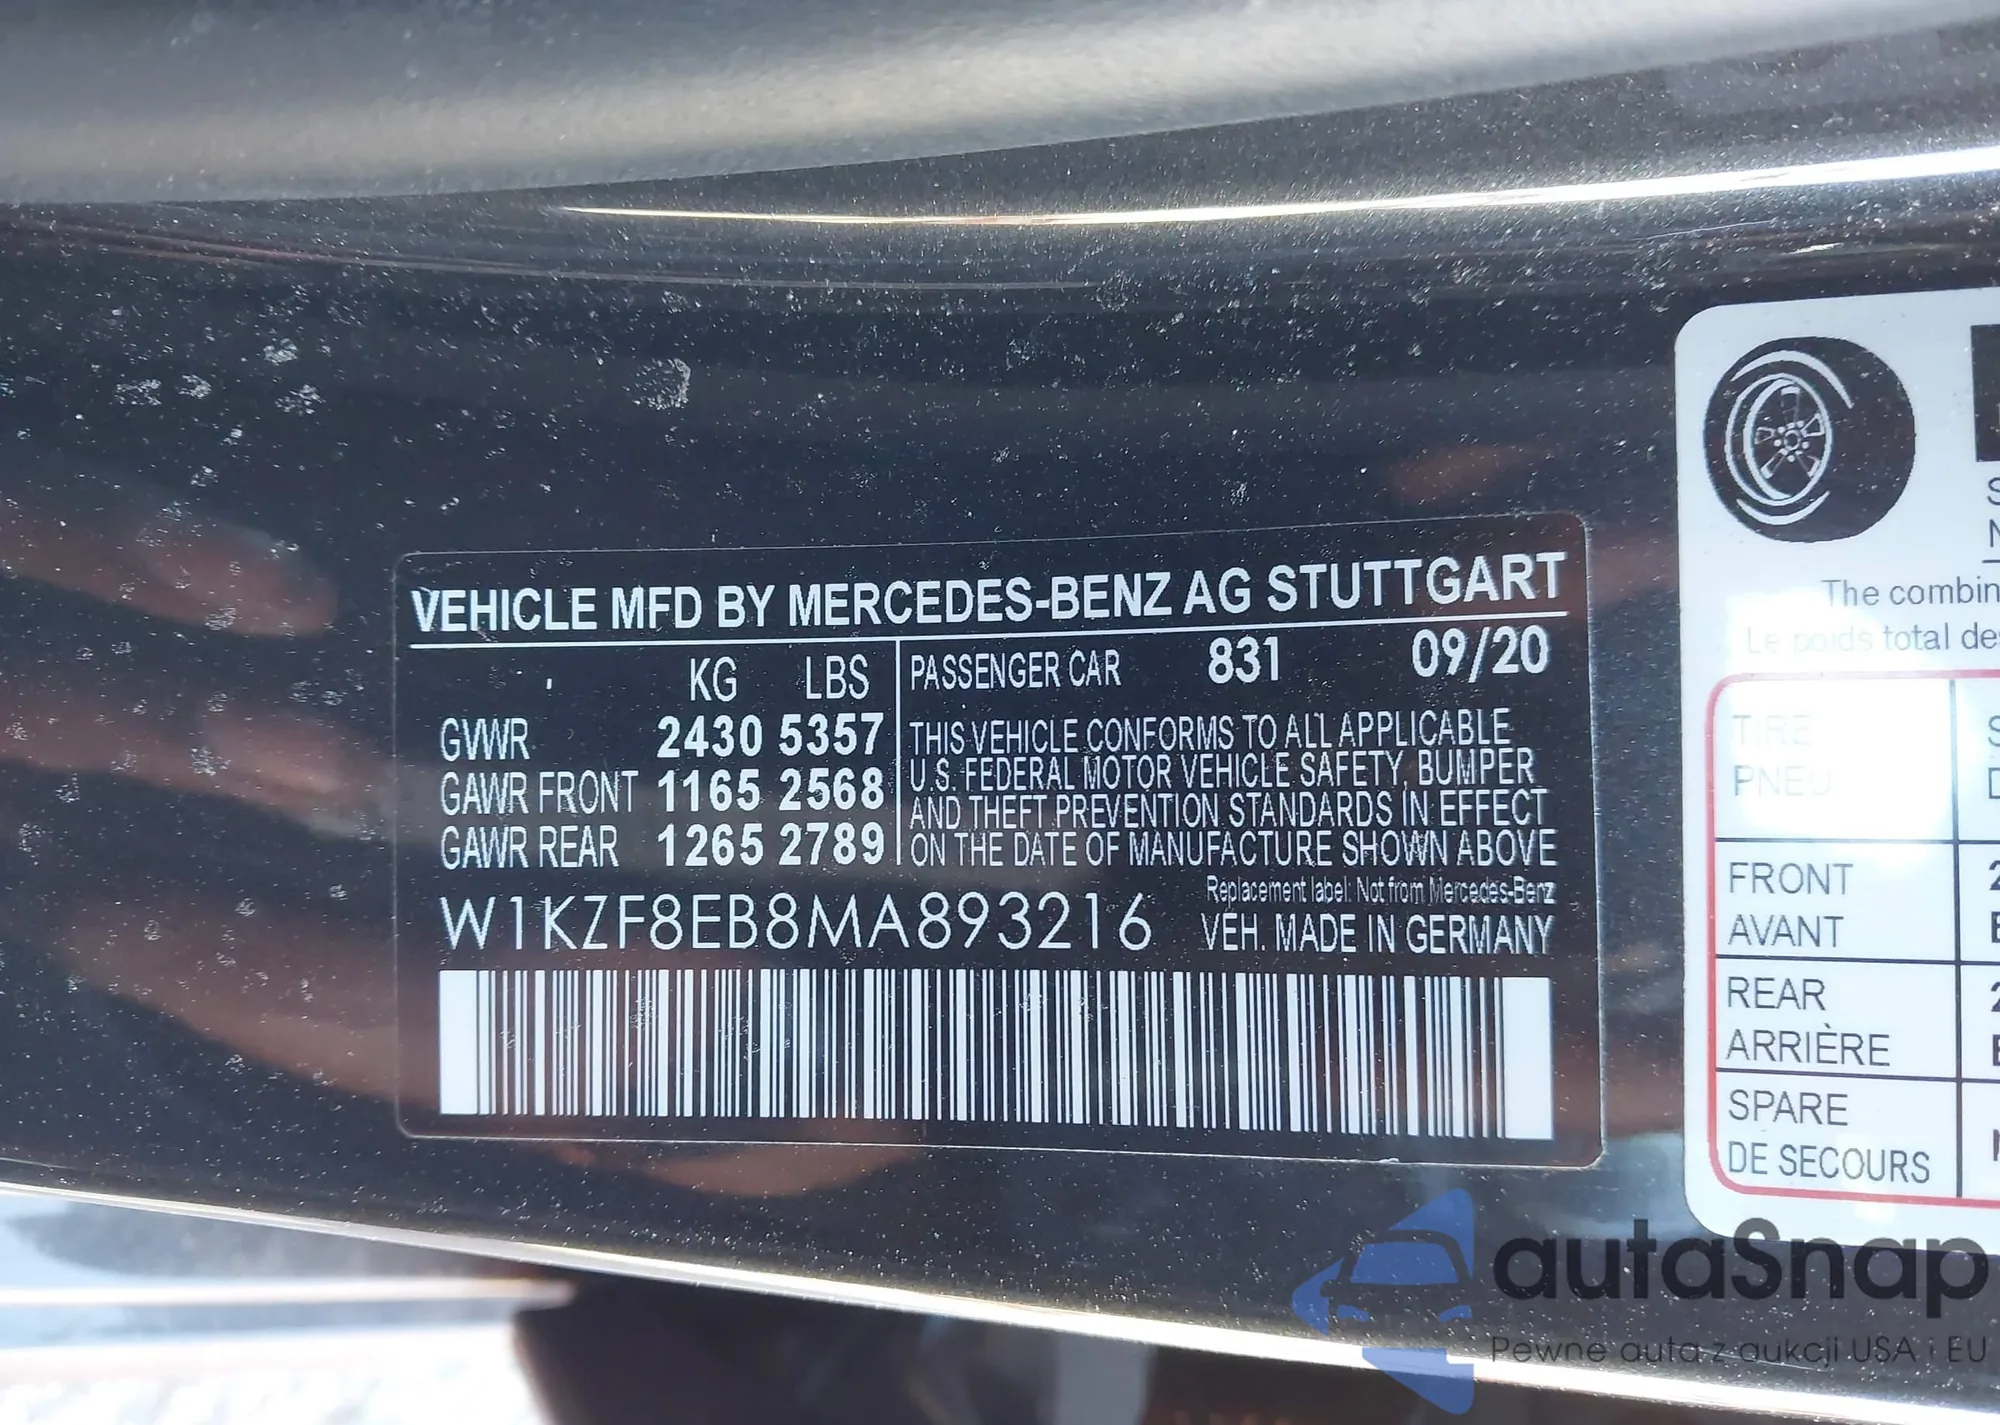 VEHICLE MFD BY MERCEDES-BENZ AG STUTTGART
KG LBS
GVWR 2430 5357
GAWR FRONT 1165 2568
GAWR REAR 1265 2789
PASSENGER CAR 831 09/20
THIS VEHICLE CONFORMS TO ALL APPLICABLE
U.S. FEDERAL MOTOR VEHICLE SAFETY, BUMPER
AND THEFT PREVENTION STANDARDS IN EFFECT
ON THE DATE OF MANUFACTURE SHOWN ABOVE
Replacement label: Not from Mercedes-Benz
W1KZF8EB8MA893216 VEH. MADE IN GERMANY
The combin
Le poids total des
TIRE
PNEU
FRONT
AVANT
REAR
ARRIÈRE
SPARE
DE SECOURS
autaSnap
Pewne auta z aukcji USA i EU